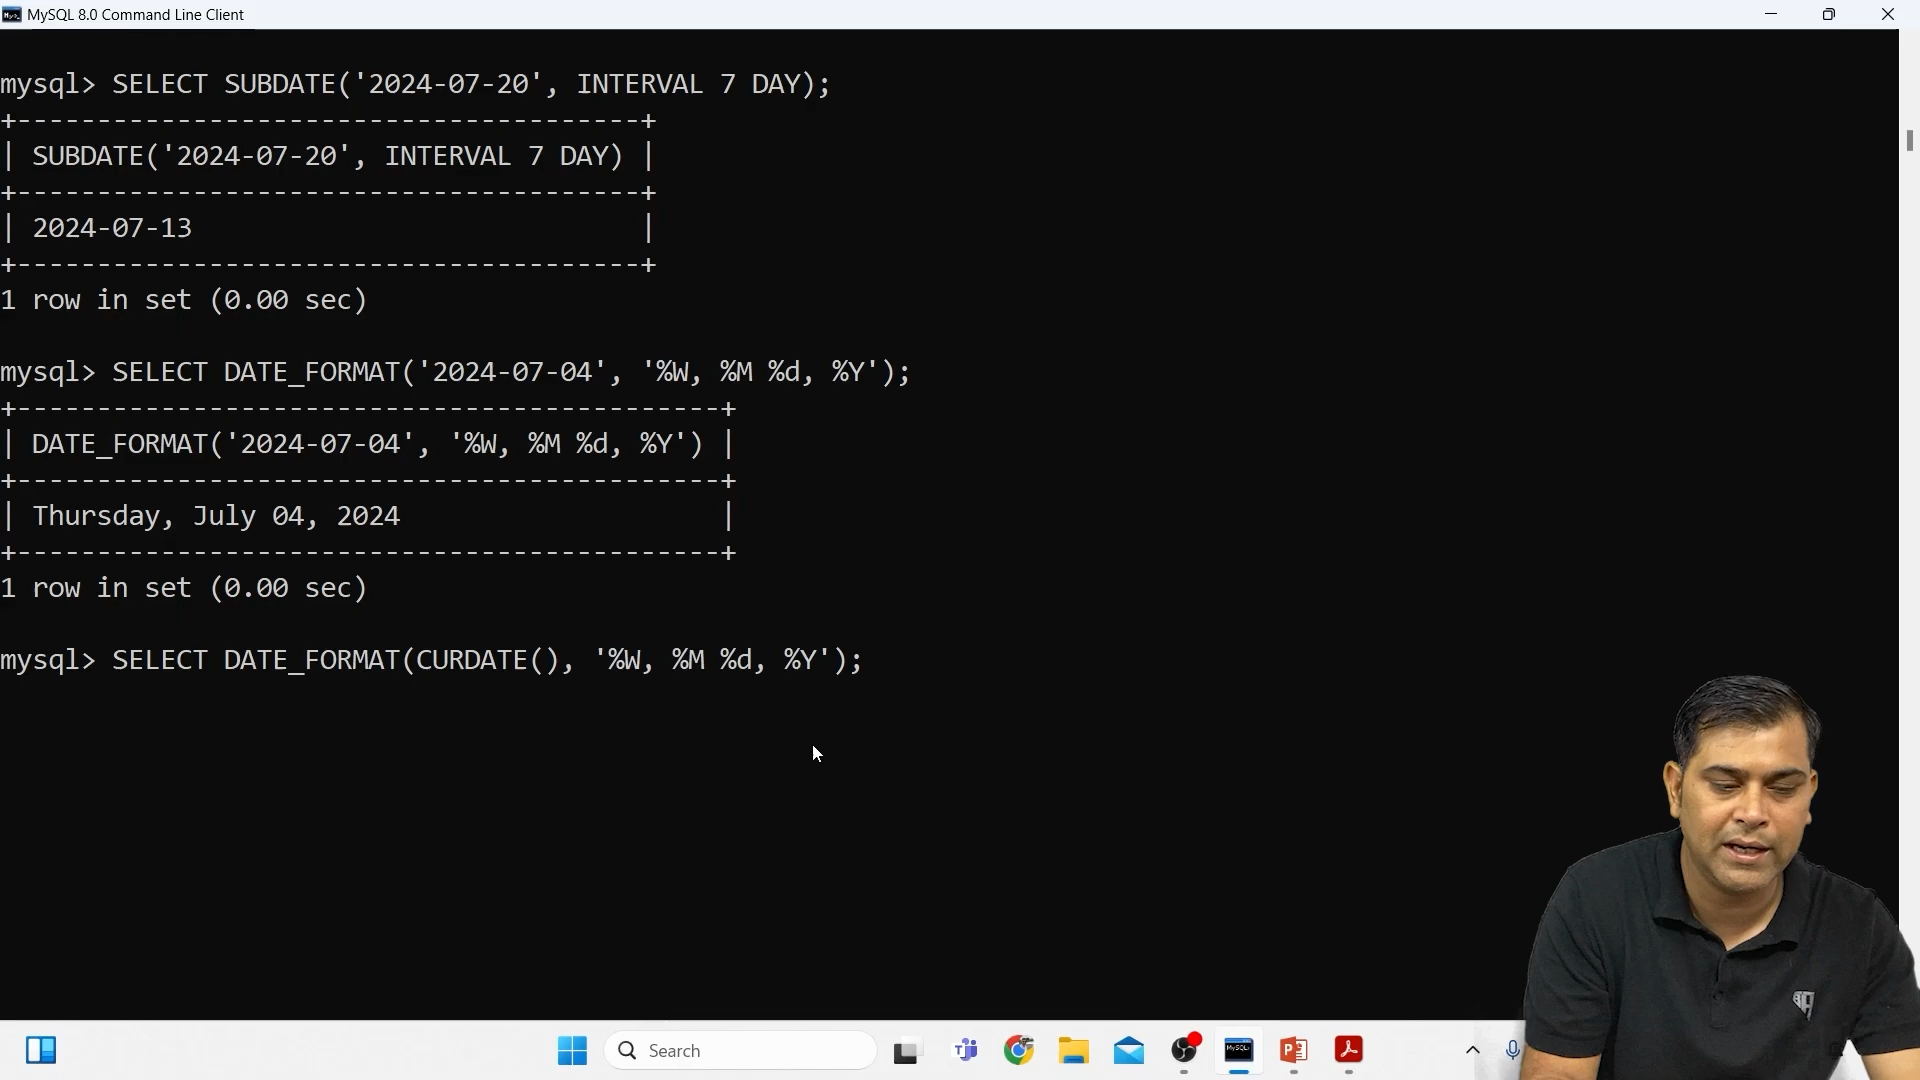 MySQL 8.0 Command Line Client
mysql> SELECT SUBDATE('2024-07-20', INTERVAL 7 DAY);
+---------------------------------------+
| SUBDATE('2024-07-20', INTERVAL 7 DAY) |
+---------------------------------------+
| 2024-07-13                            |
+---------------------------------------+
1 row in set (0.00 sec)
mysql> SELECT DATE_FORMAT('2024-07-04', '%W, %M %d, %Y');
+--------------------------------------------+
| DATE_FORMAT('2024-07-04', '%W, %M %d, %Y') |
+--------------------------------------------+
| Thursday, July 04, 2024                    |
+--------------------------------------------+
1 row in set (0.00 sec)
mysql> SELECT DATE_FORMAT(CURDATE(), '%W, %M %d, %Y');
Search